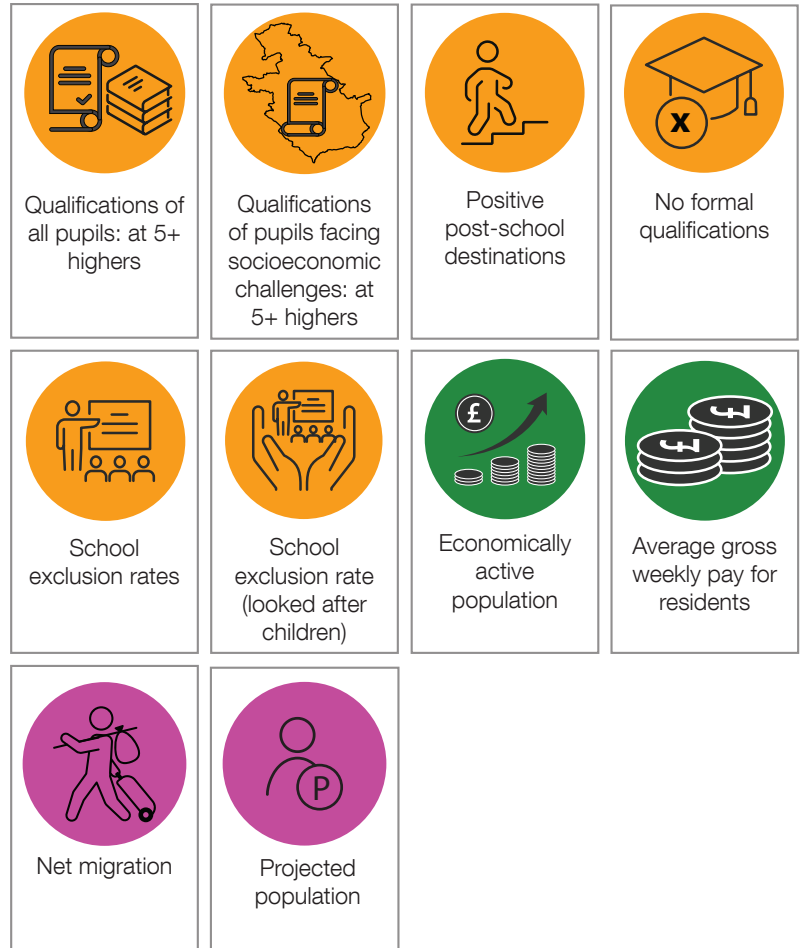 Qualifications of
all pupils: at 5+
highers
Qualifications
of pupils facing
socioeconomic
challenges: at
5+ highers
Positive
post-school
destinations
X
No formal
qualifications
School
exclusion rates
School
exclusion rate
(looked after
children)
£
Economically
active
population
£
£
Average gross
weekly pay for
residents
Net migration
P
Projected
population